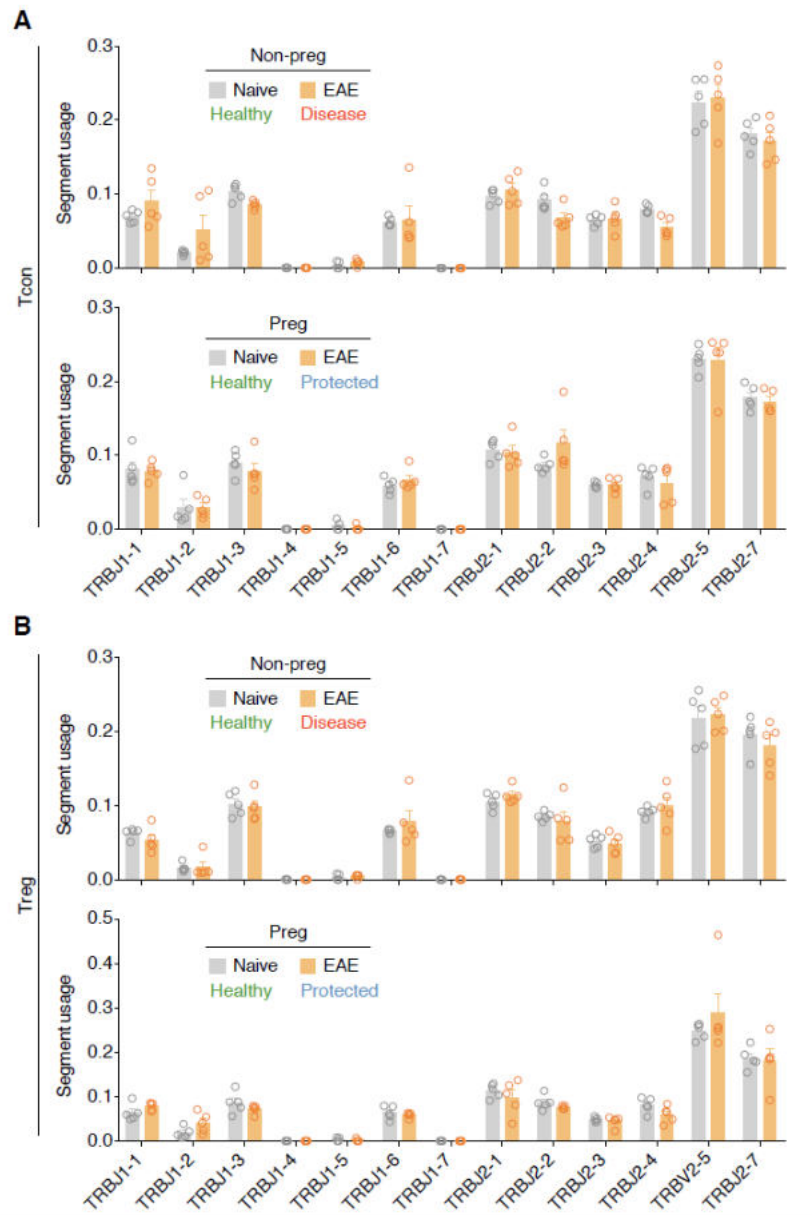 A
Tcon
Segment usage
0.3
0.2
0.1
0.0
Non-preg
Naive EAE
Healthy Disease
Segment usage
0.3
0.2
0.1
0.0
Preg
Naive EAE
Healthy Protected
TRBJ1-1 TRBJ1-2 TRBJ1-3 TRBJ1-4 TRBJ1-5 TRBJ1-6 TRBJ1-7 TRBJ2-1 TRBJ2-2 TRBJ2-3 TRBJ2-4 TRBJ2-5 TRBJ2-7
B
Treg
Segment usage
0.3
0.2
0.1
0.0
Non-preg
Naive EAE
Healthy Disease
Segment usage
0.5
0.4
0.3
0.2
0.1
0.0
Preg
Naive EAE
Healthy Protected
TRBJ1-1 TRBJ1-2 TRBJ1-3 TRBJ1-4 TRBJ1-5 TRBJ1-6 TRBJ1-7 TRBJ2-1 TRBJ2-2 TRBJ2-3 TRBJ2-4 TRBV2-5 TRBJ2-7